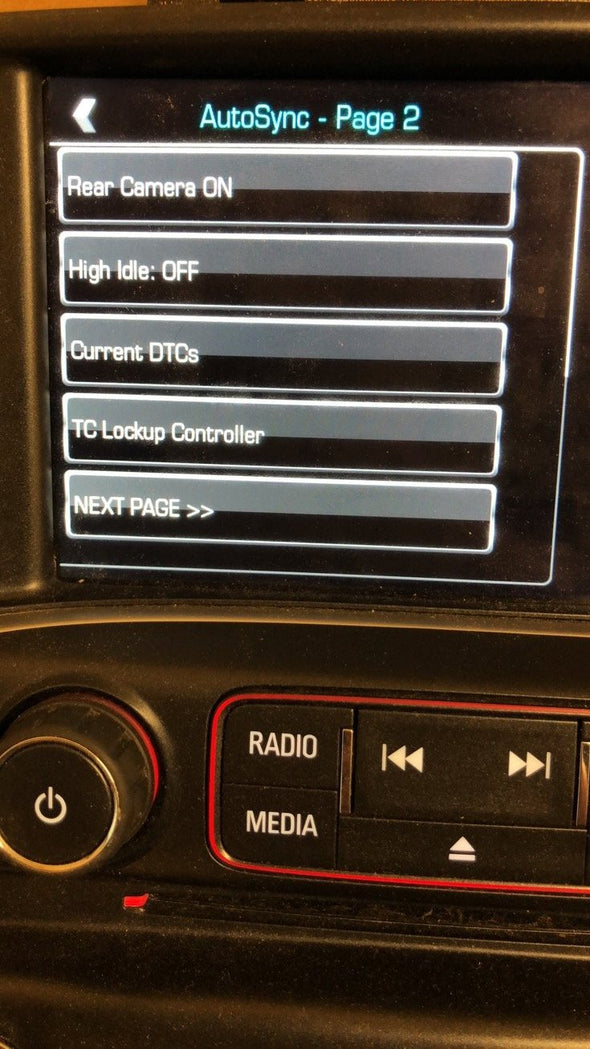 AutoSync - Page 2
Rear Camera ON
High Idle: OFF
Current DTCs
TC Lockup Controller
NEXT PAGE >>
RADIO
MEDIA